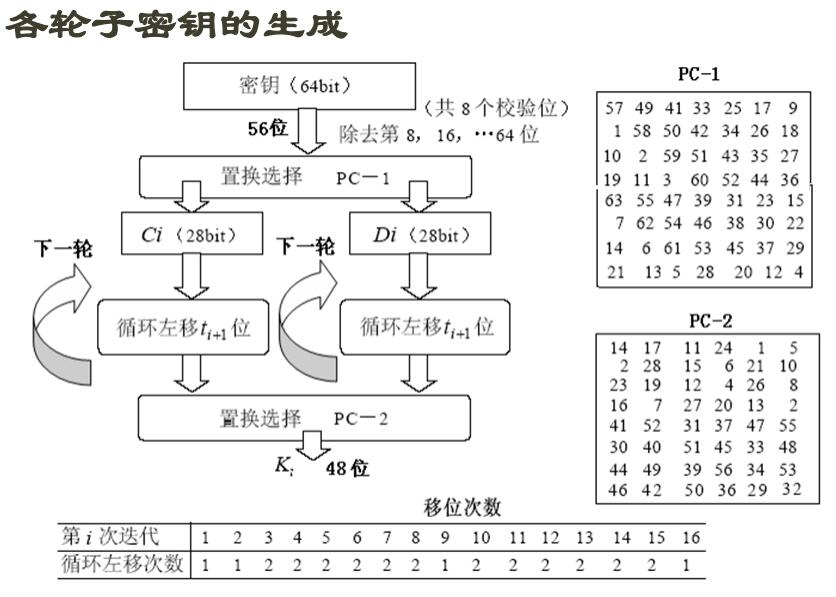 各轮子密钥的生成
密钥（64bit）
（共 8 个校验位）
56位
除去第 8，16，…64 位
置换选择 PC－1
Ci（28bit）
Di（28bit）
下一轮
下一轮
循环左移ti+1位
循环左移ti+1位
置换选择 PC－2
Ki
48位
PC-1
57 49 41 33 25 17 9
1 58 50 42 34 26 18
10 2 59 51 43 35 27
19 11 3 60 52 44 36
63 55 47 39 31 23 15
7 62 54 46 38 30 22
14 6 61 53 45 37 29
21 13 5 28 20 12 4
PC-2
14 17 11 24 1 5
2 28 15 6 21 10
23 19 12 4 26 8
16 7 27 20 13 2
41 52 31 37 47 55
30 40 51 45 33 48
44 49 39 56 34 53
46 42 50 36 29 32
移位次数
第 i 次迭代 1 2 3 4 5 6 7 8 9 10 11 12 13 14 15 16
循环左移次数 1 1 2 2 2 2 2 2 1 2 2 2 2 2 2 1